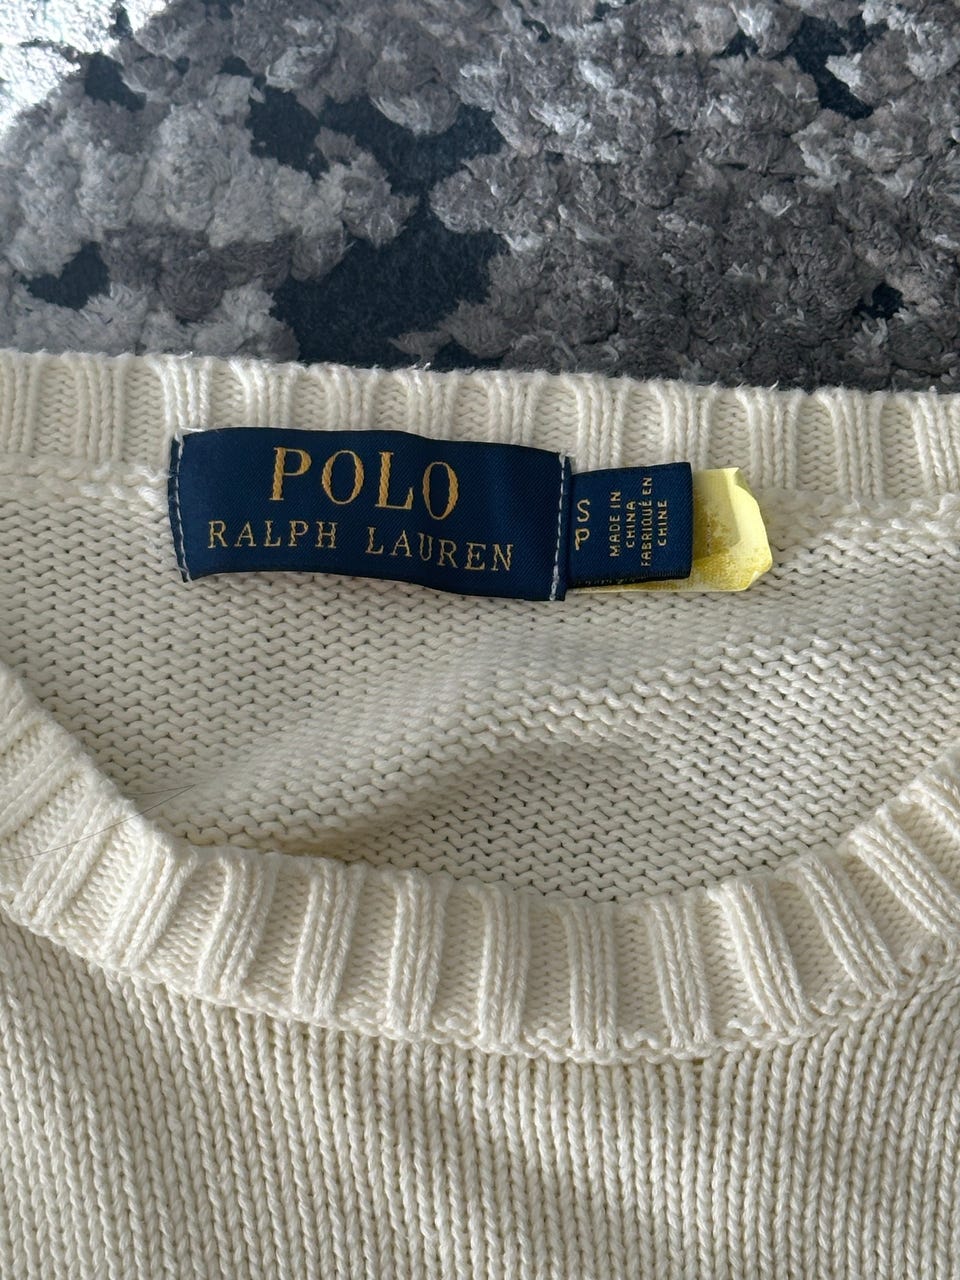 POLO
RALPH LAUREN
S
P
MADE IN
CHINA
FABRIQUÉ EN
CHINE